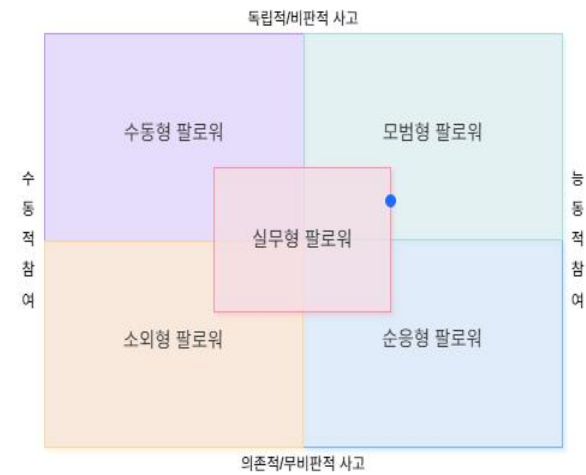 독립적/비판적 사고
수동형 팔로워
모범형 팔로워
수동적참여
능동적참여
실무형 팔로워
소외형 팔로워
순응형 팔로워
의존적/무비판적 사고